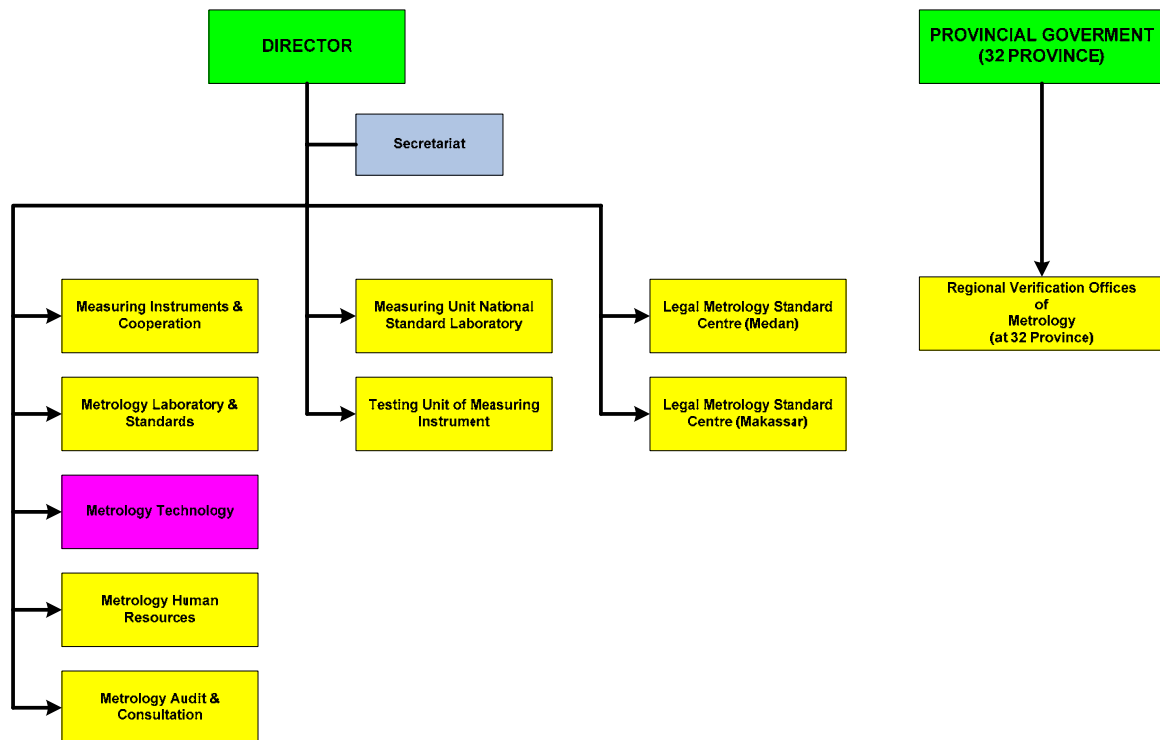 DIRECTOR
PROVINCIAL GOVERMENT
(32 PROVINCE)
Secretariat
Measuring Instruments &
Cooperation
Measuring Unit National
Standard Laboratory
Legal Metrology Standard
Centre (Medan)
Regional Verification Offices
of
Metrology
(at 32 Province)
Metrology Laboratory &
Standards
Testing Unit of Measuring
Instrument
Legal Metrology Standard
Centre (Makassar)
Metrology Technology
Metrology Human
Resources
Metrology Audit &
Consultation